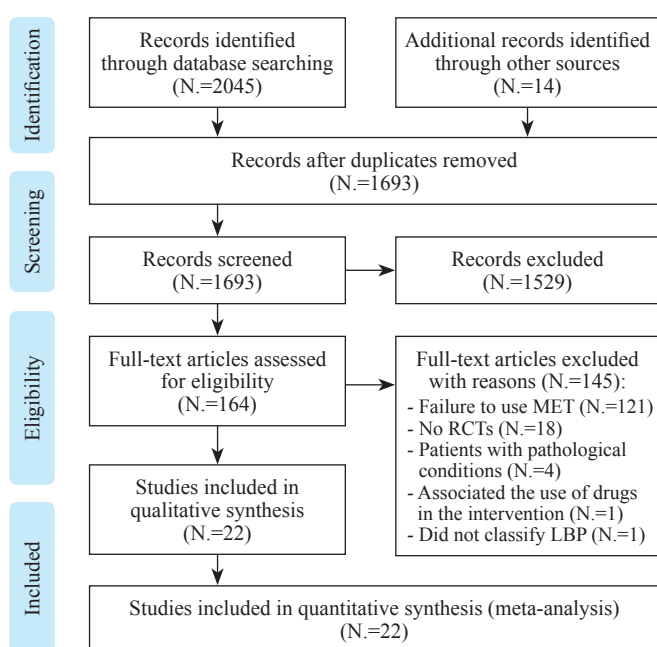 Identification
Records identified
through database searching
(N.=2045)
Additional records identified
through other sources
(N.=14)
Records after duplicates removed
(N.=1693)
Screening
Records screened
(N.=1693)
Records excluded
(N.=1529)
Eligibility
Full-text articles assessed
for eligibility
(N.=164)
Full-text articles excluded
with reasons (N.=145):
- Failure to use MET (N.=121)
- No RCTs (N.=18)
- Patients with pathological
conditions (N.=4)
- Associated the use of drugs
in the intervention (N.=1)
- Did not classify LBP (N.=1)
Studies included in
qualitative synthesis
(N.=22)
Included
Studies included in quantitative synthesis (meta-analysis)
(N.=22)